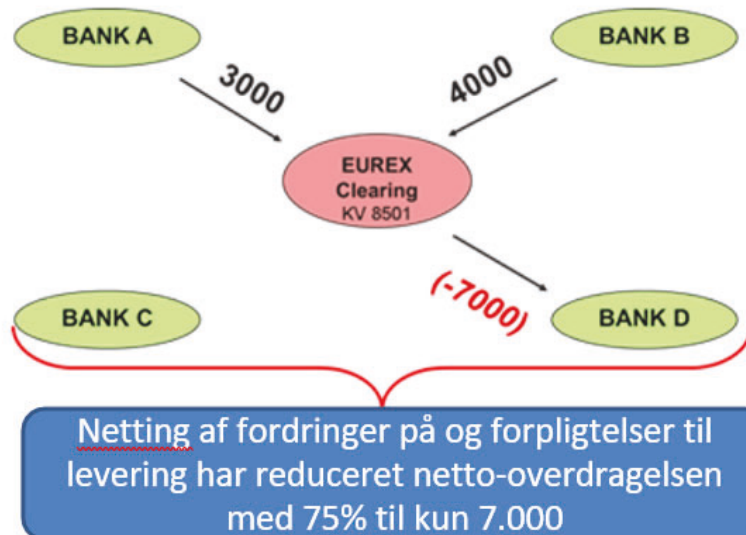 BANK A
BANK B
3000
4000
EUREX
Clearing
KV 8501
(-7000)
BANK C
BANK D
Netting af fordringer på og forpligtelser til
levering har reduceret netto-overdragelsen
med 75% til kun 7.000